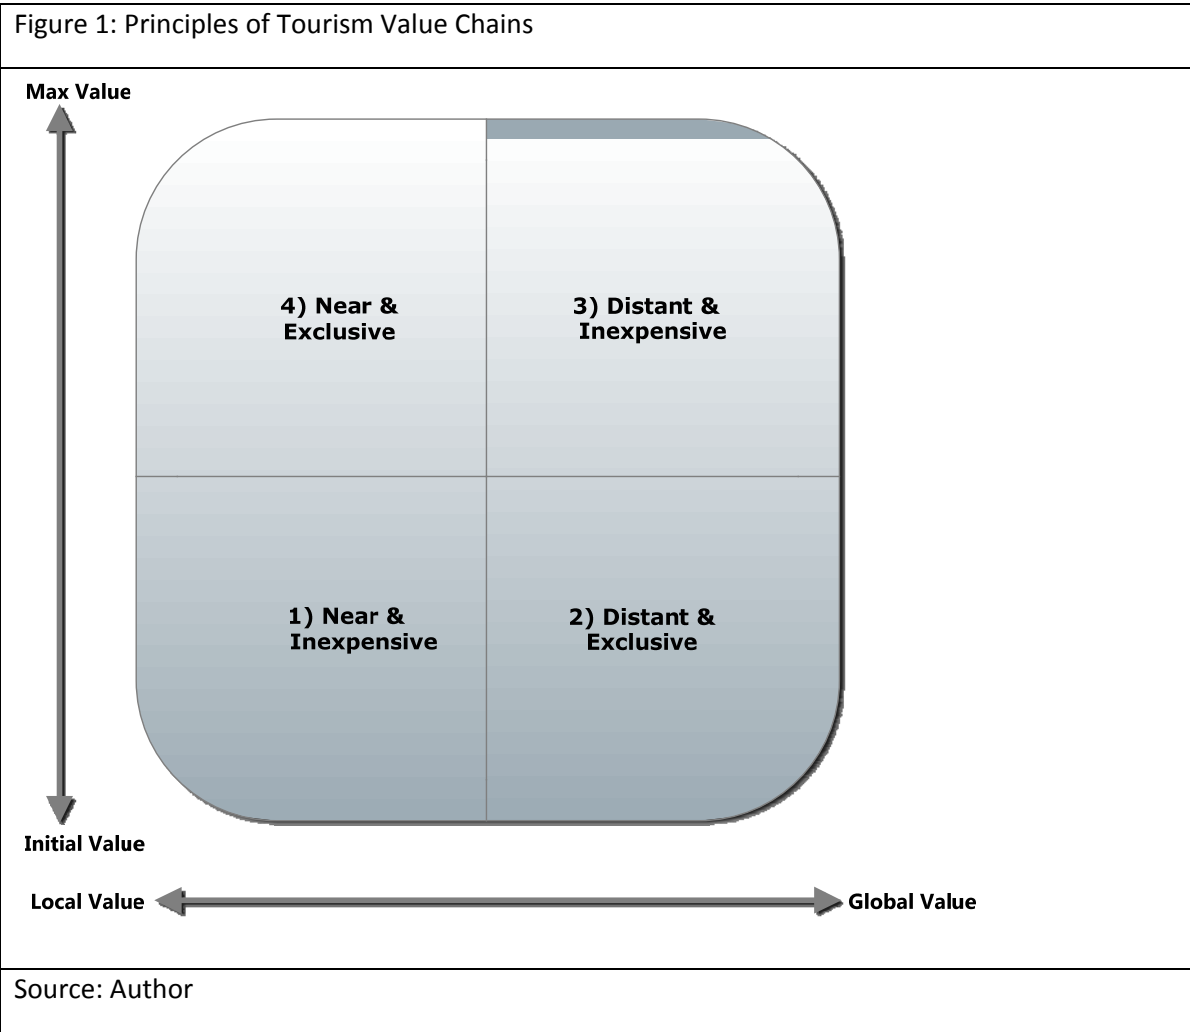 Figure 1: Principles of Tourism Value Chains
Max Value
4) Near &
Exclusive
3) Distant &
Inexpensive
1) Near &
Inexpensive
2) Distant &
Exclusive
Initial Value
Local Value
Global Value
Source: Author